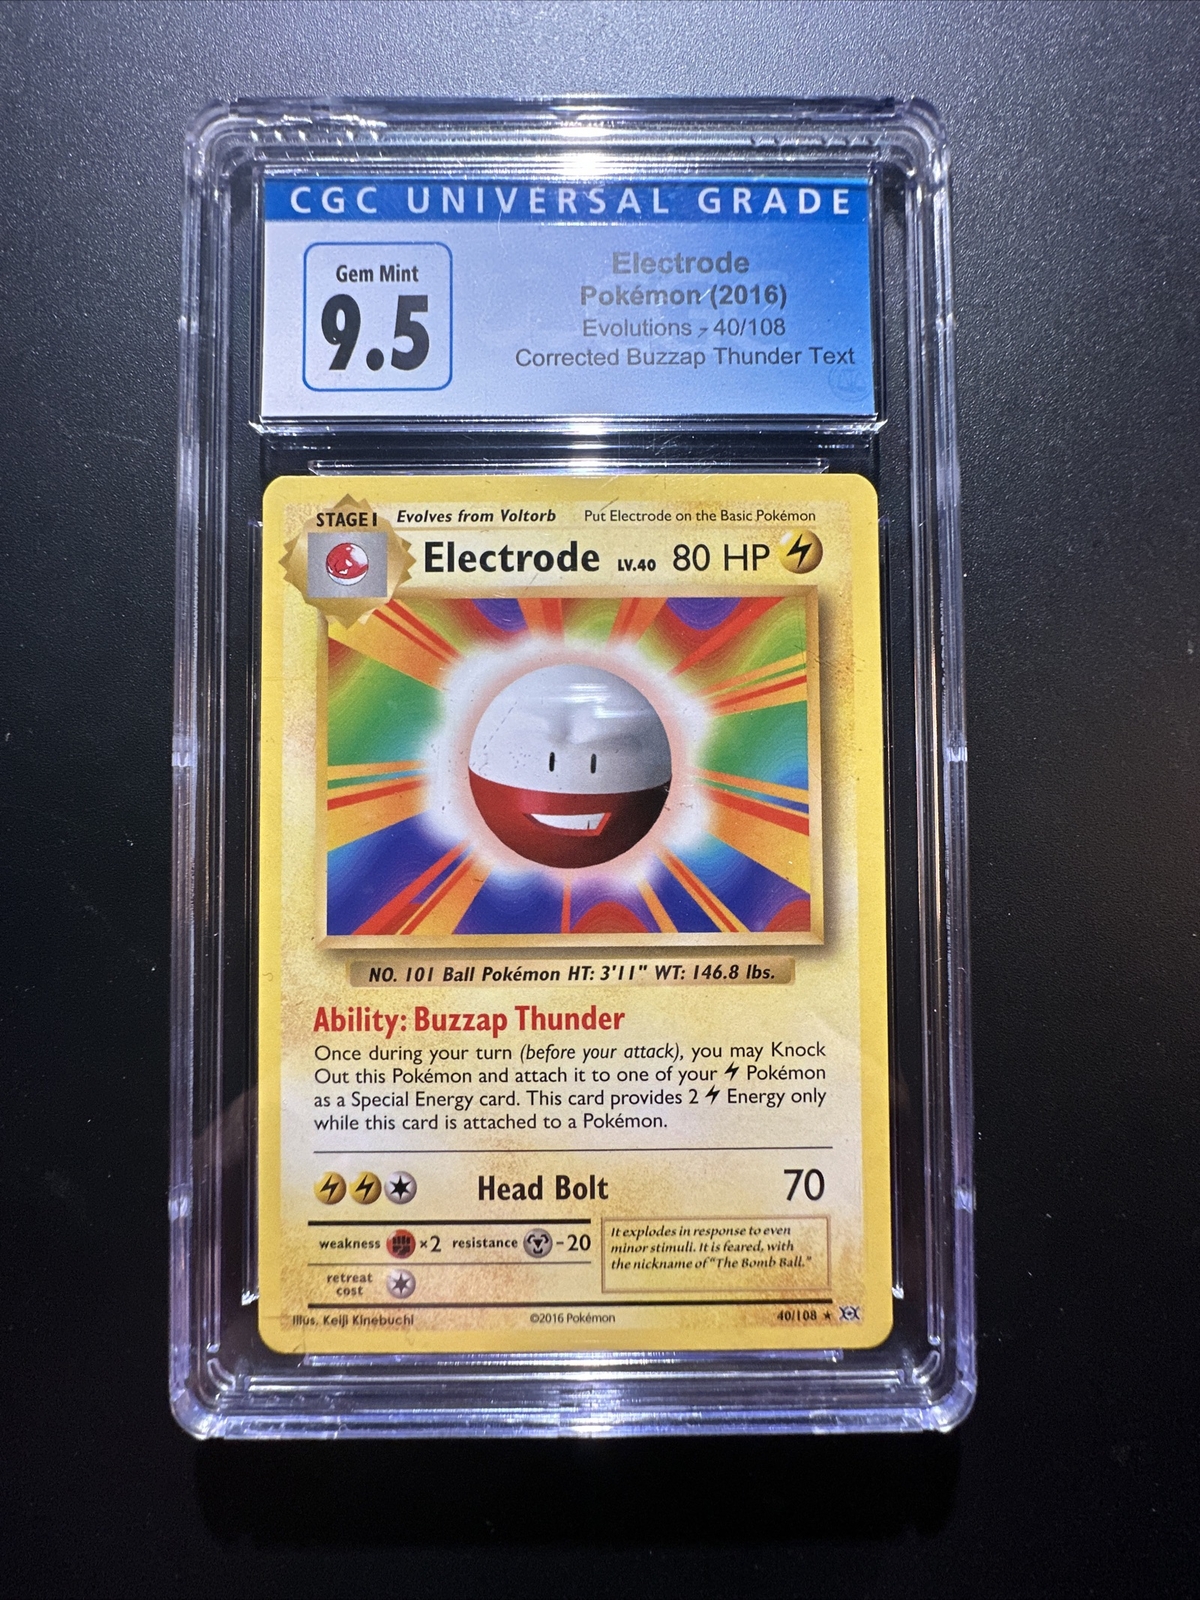 CGC UNIVERSAL GRADE
Gem Mint
9.5
Electrode
Pokémon (2016)
Evolutions - 40/108
Corrected Buzzap Thunder Text
STAGE 1 Evolves from Voltorb Put Electrode on the Basic Pokémon
Electrode LV.40 80 HP
NO. 101 Ball Pokémon HT: 3'11" WT: 146.8 lbs.
Ability: Buzzap Thunder
Once during your turn (before your attack), you may Knock
Out this Pokémon and attach it to one of your Pokémon
as a Special Energy card. This card provides 2 Energy only
while this card is attached to a Pokémon.
Head Bolt 70
weakness ×2 resistance -20
retreat
cost
It explodes in response to even
minor stimuli. It is feared, with
the nickname of "The Bomb Ball."
Illus. Keiji Kinebuchi ©2016 Pokémon 40/108 ★